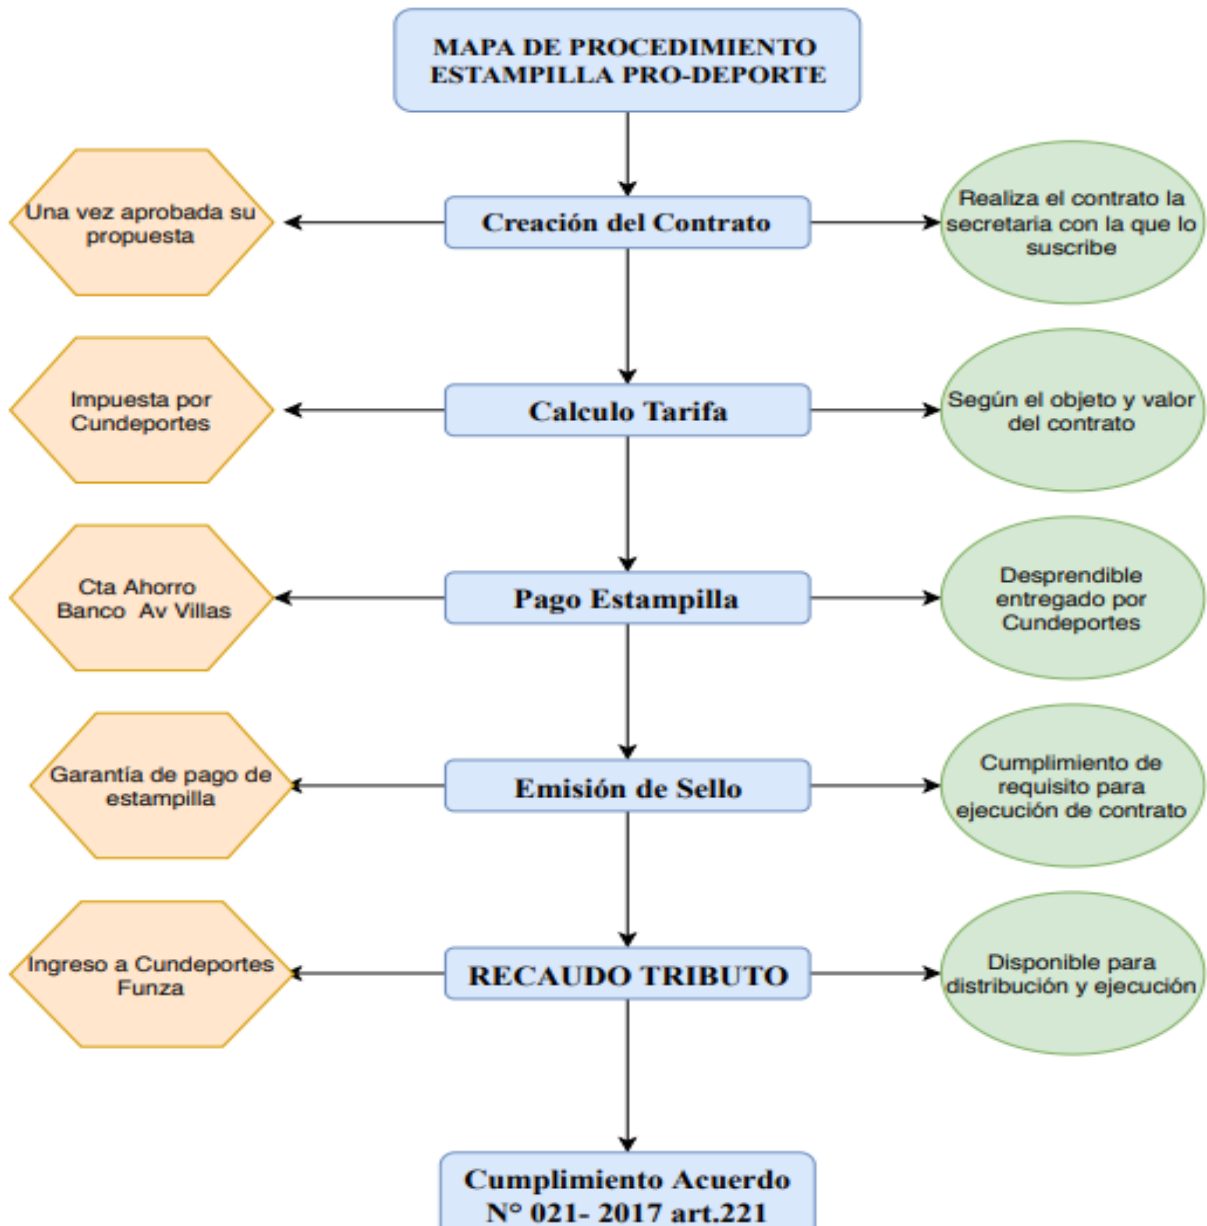 MAPA DE PROCEDIMIENTO
ESTAMPILLA PRO-DEPORTE
Una vez aprobada su
propuesta
Creación del Contrato
Realiza el contrato la
secretaria con la que lo
suscribe
Impuesta por
Cundeportes
Calculo Tarifa
Según el objeto y valor
del contrato
Cta Ahorro
Banco Av Villas
Pago Estampilla
Desprendible
entregado por
Cundeportes
Garantía de pago de
estampilla
Emisión de Sello
Cumplimiento de
requisito para
ejecución de contrato
Ingreso a Cundeportes
Funza
RECAUDO TRIBUTO
Disponible para
distribución y ejecución
Cumplimiento Acuerdo
N° 021- 2017 art.221